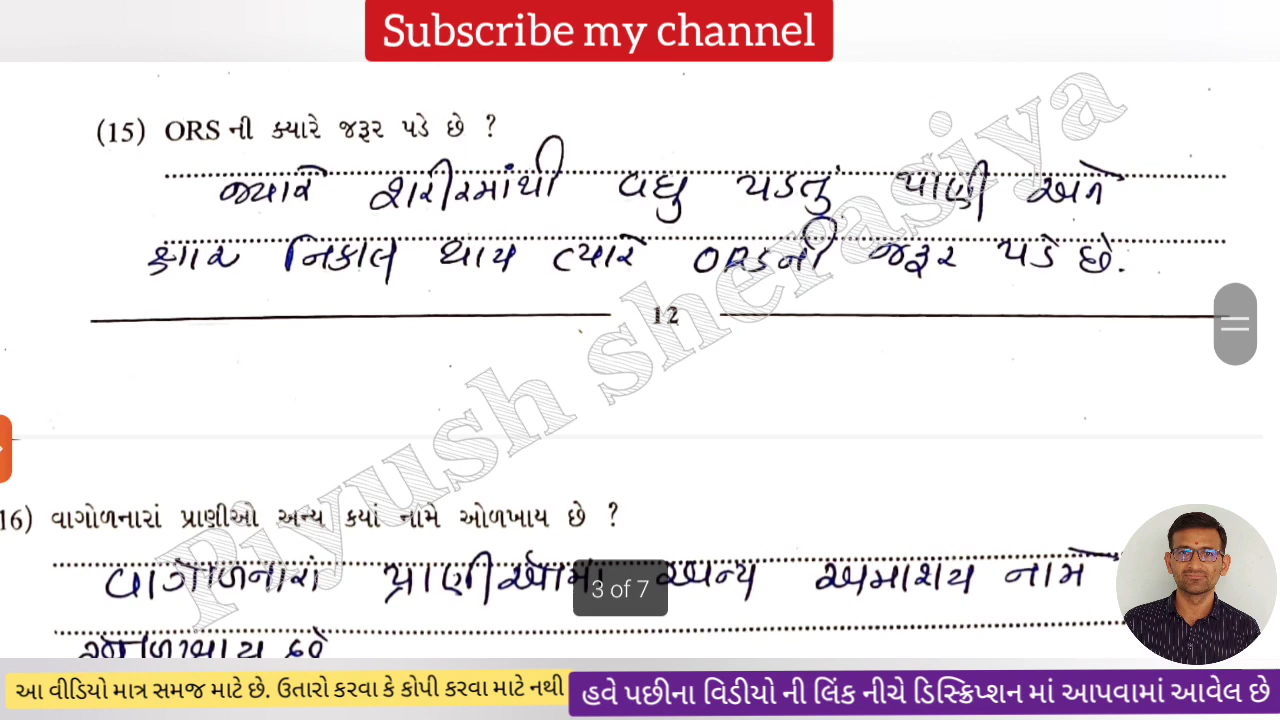 Subscribe my channel
(15) ORS ની ક્યારે જરૂર પડે છે ?
જ્યારે શરીરમાંથી વધુ પડતું પાણી અને
ક્ષાર નિકાલ થાય ત્યારે ORSની જરૂર પડે છે.
12
16) વાગોળનારાં પ્રાણીઓ અન્ય કયાં નામે ઓળખાય છે ?
વાગોળનારાં પ્રાણીઓમાં અન્ય અમાશય નામે
ઓળખાય છે
3 of 7
Piyush sherasiya
આ વીડિયો માત્ર સમજ માટે છે. ઉતારો કરવા કે કોપી કરવા માટે નથી
હવે પછીના વિડીયો ની લિંક નીચે ડિસ્ક્રિપ્શન માં આપવામાં આવેલ છે